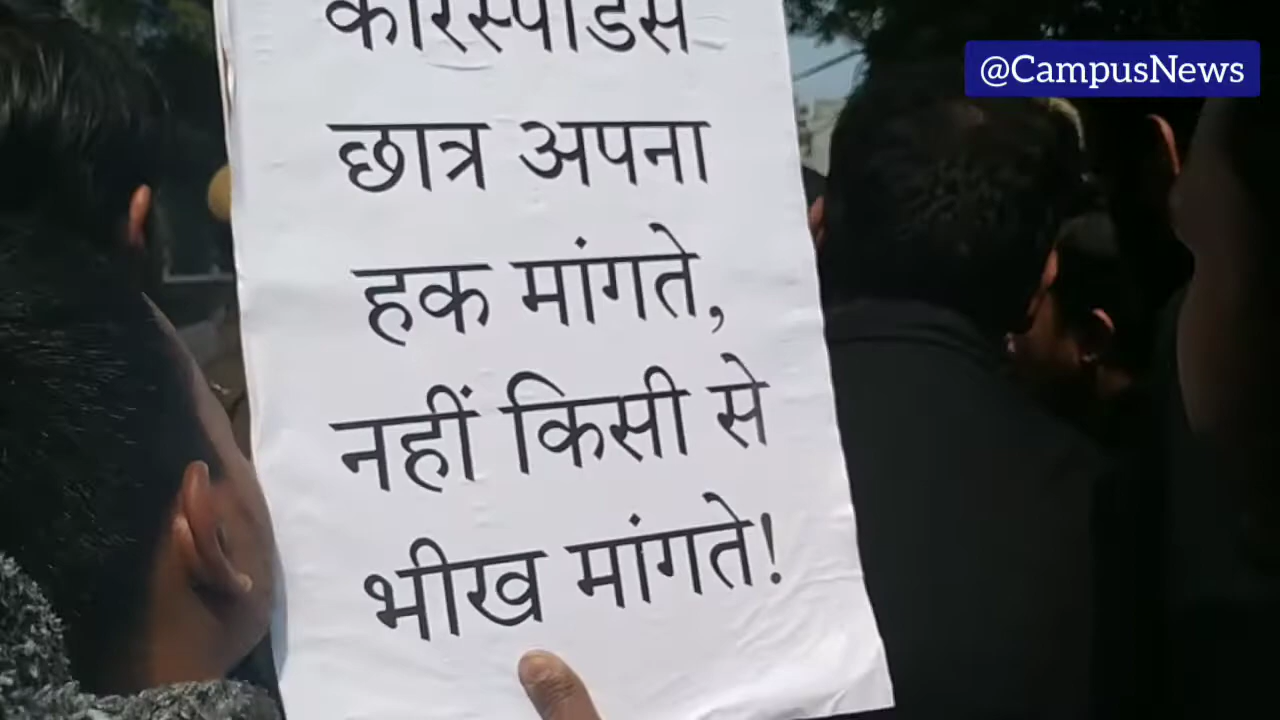 @CampusNews
छात्र अपना
हक मांगते,
नहीं किसी से
भीख मांगते!